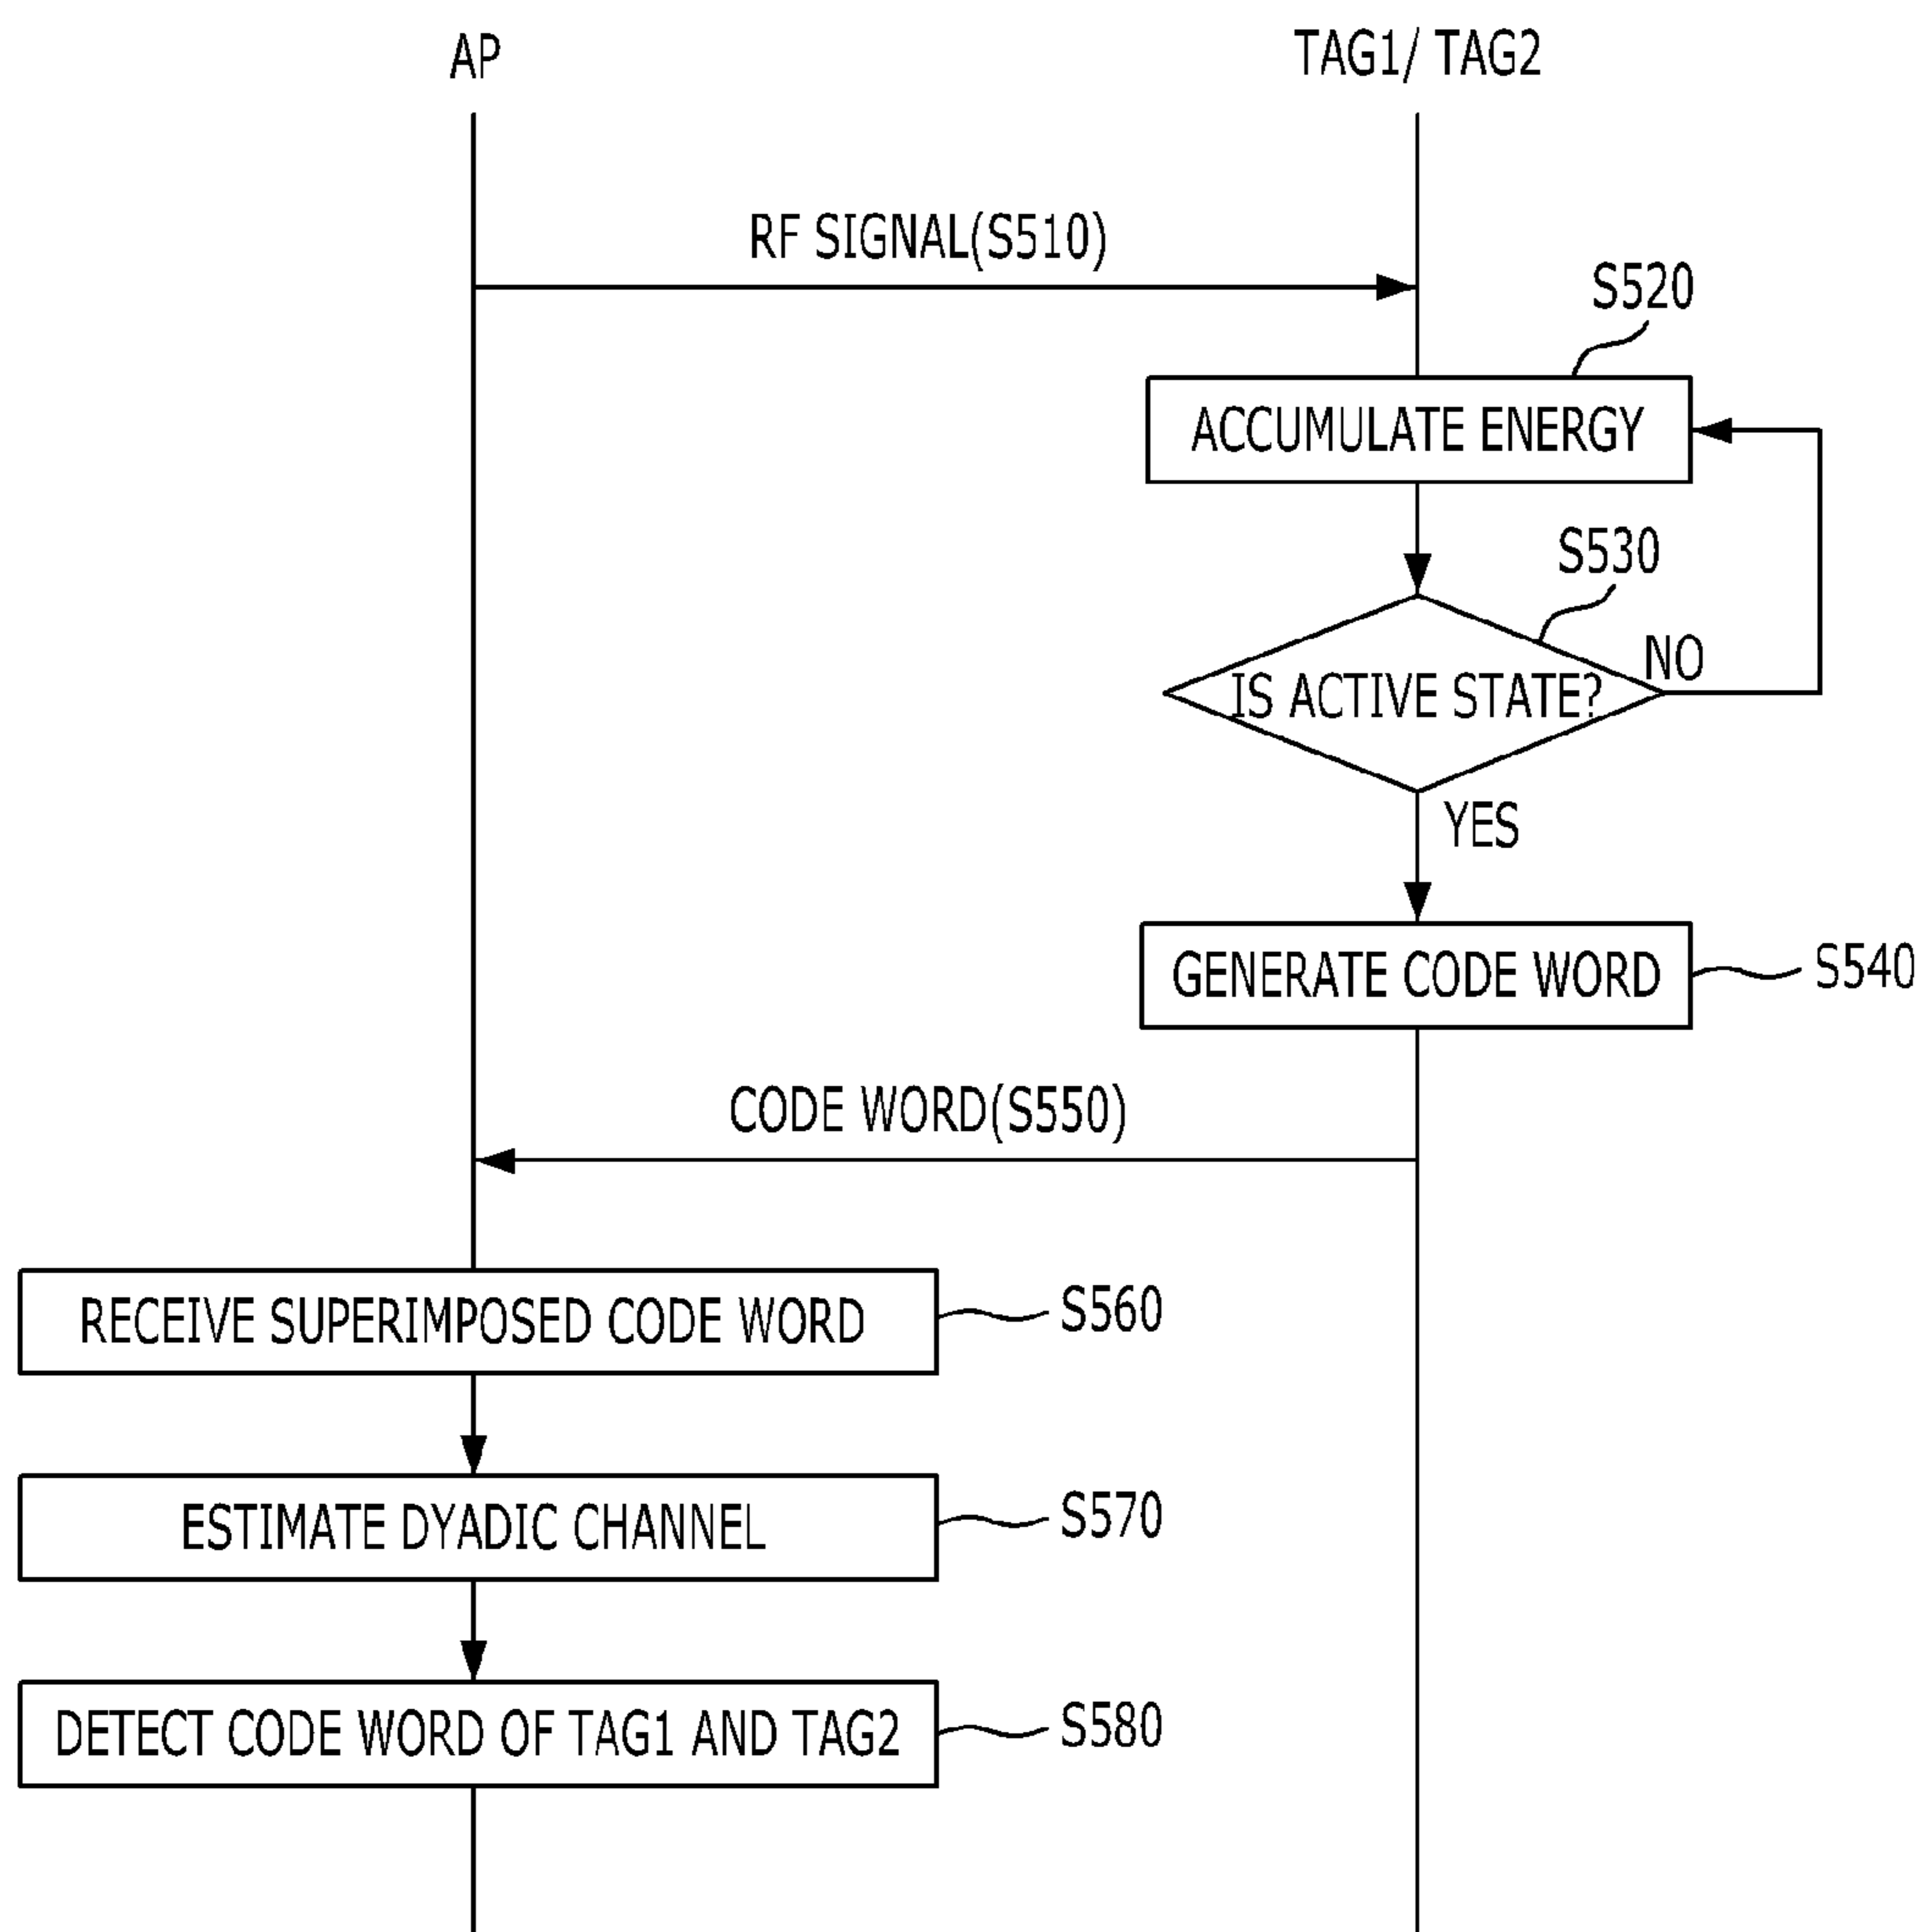 AP
TAG1/ TAG2
RF SIGNAL(S510)
S520
ACCUMULATE ENERGY
S530
NO
IS ACTIVE STATE?
YES
GENERATE CODE WORD
S540
CODE WORD(S550)
RECEIVE SUPERIMPOSED CODE WORD
S560
ESTIMATE DYADIC CHANNEL
S570
DETECT CODE WORD OF TAG1 AND TAG2
S580